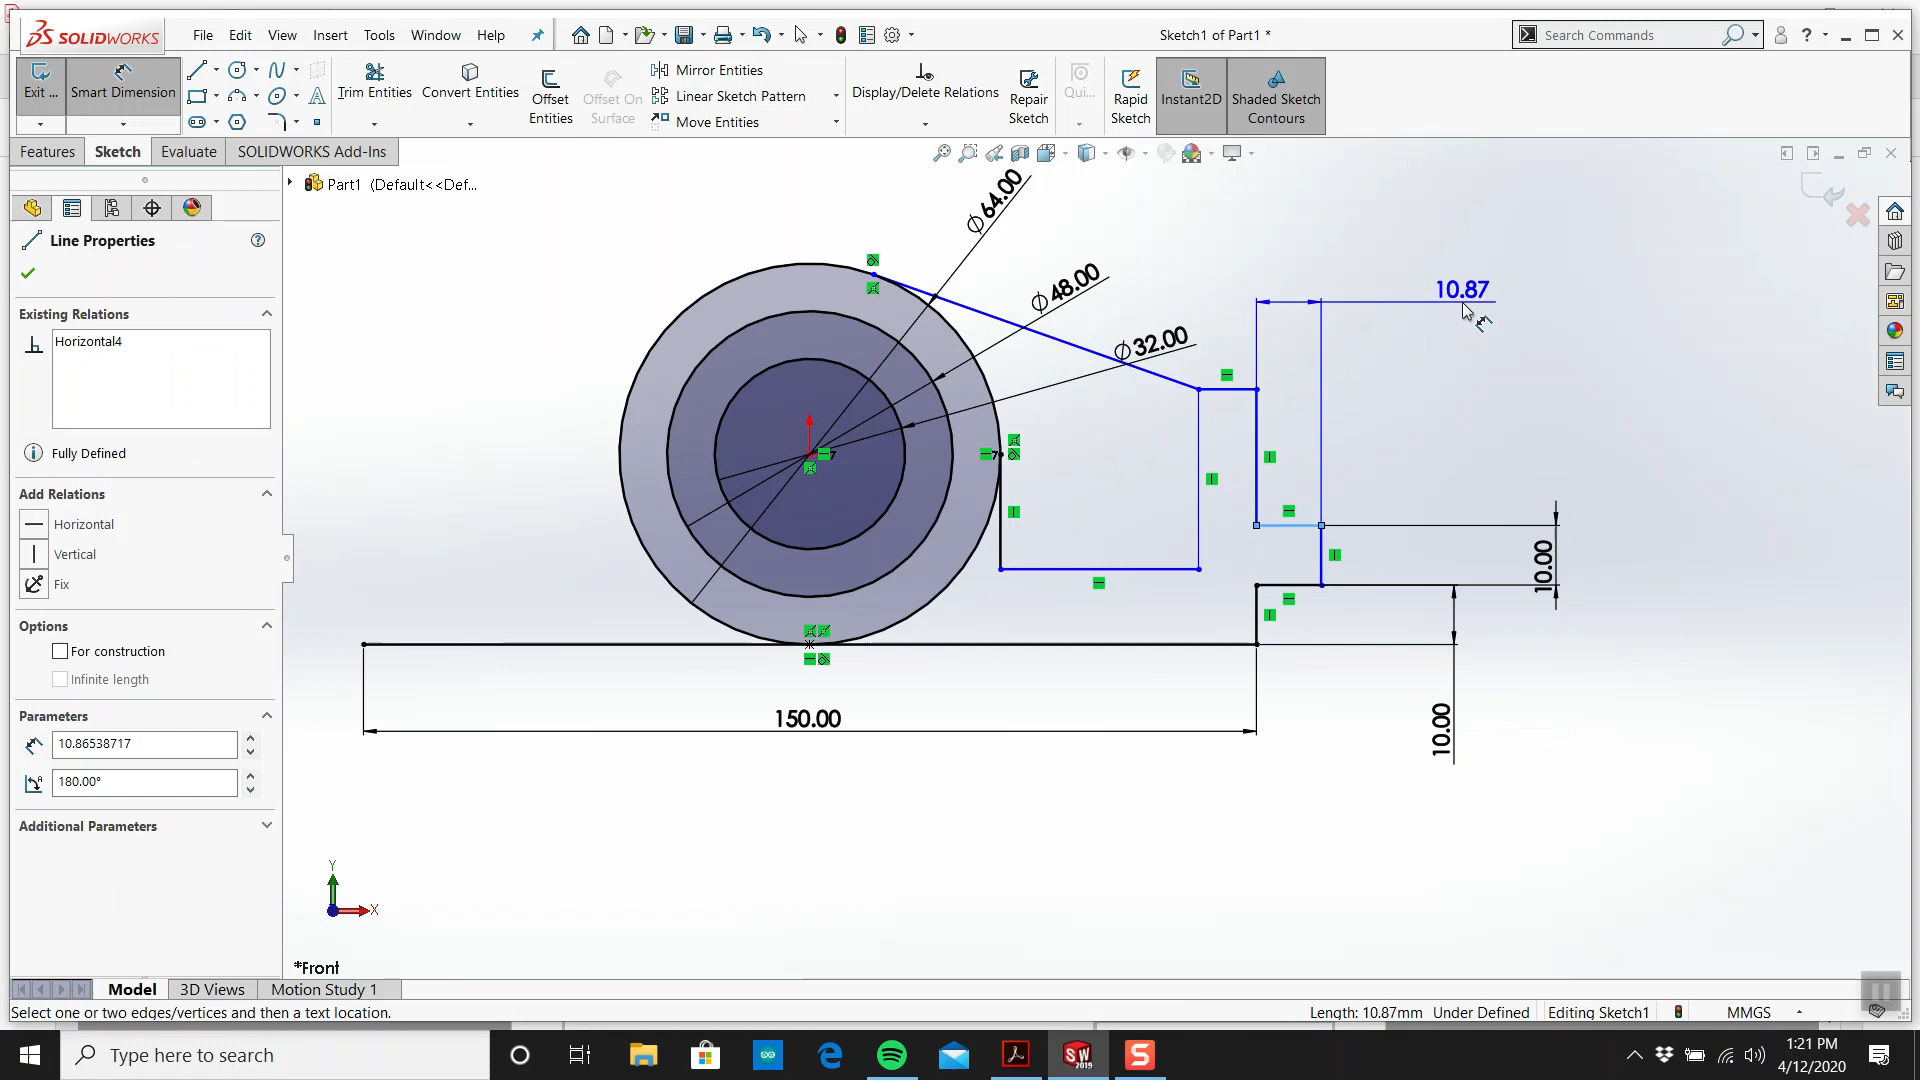 SOLIDWORKS File Edit View Insert Tools Window Help Sketch1 of Part1 * Search Commands ?
Exit ... Smart Dimension Trim Entities Convert Entities Offset Entities Offset On Surface Mirror Entities Linear Sketch Pattern Move Entities Display/Delete Relations Repair Sketch Qui... Rapid Sketch Instant2D Shaded Sketch Contours
Features Sketch Evaluate SOLIDWORKS Add-Ins
Part1 (Default<<Def...
Line Properties
Existing Relations
Horizontal4
Fully Defined
Add Relations
Horizontal
Vertical
Fix
Options
For construction
Infinite length
Parameters
10.86538717
180.00°
Additional Parameters
∅64.00
∅48.00
∅32.00
10.87
10.00
10.00
150.00
7
7
Y
X
*Front
Model 3D Views Motion Study 1
Select one or two edges/vertices and then a text location. Length: 10.87mm Under Defined Editing Sketch1 MMGS
Type here to search
SW 2019
S
1:21 PM
4/12/2020